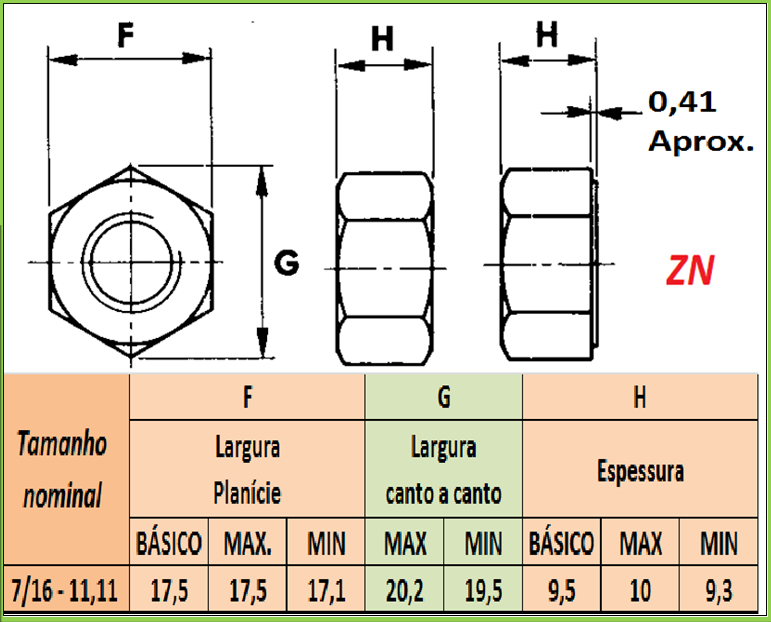 F
H
H
0,41
Aprox.
G
ZN
Tamanho
nominal
F
G
H
Largura
Planície
Largura
canto a canto
Espessura
BÁSICO MAX. MIN MAX MIN BÁSICO MAX MIN
7/16 - 11,11 17,5 17,5 17,1 20,2 19,5 9,5 10 9,3